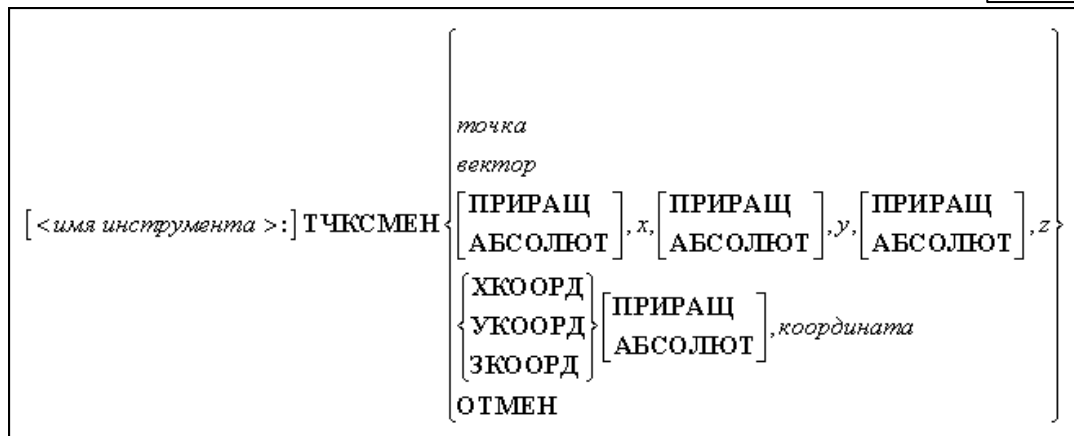 точка
вектор
[<имя инструмента>:] ТЧКСМЕН { [ПРИРАЩ АБСОЛЮТ], x, [ПРИРАЩ АБСОЛЮТ], y, [ПРИРАЩ АБСОЛЮТ], z }
{ХКООРД УКООРД ЗКООРД} [ПРИРАЩ АБСОЛЮТ], координата
ОТМЕН